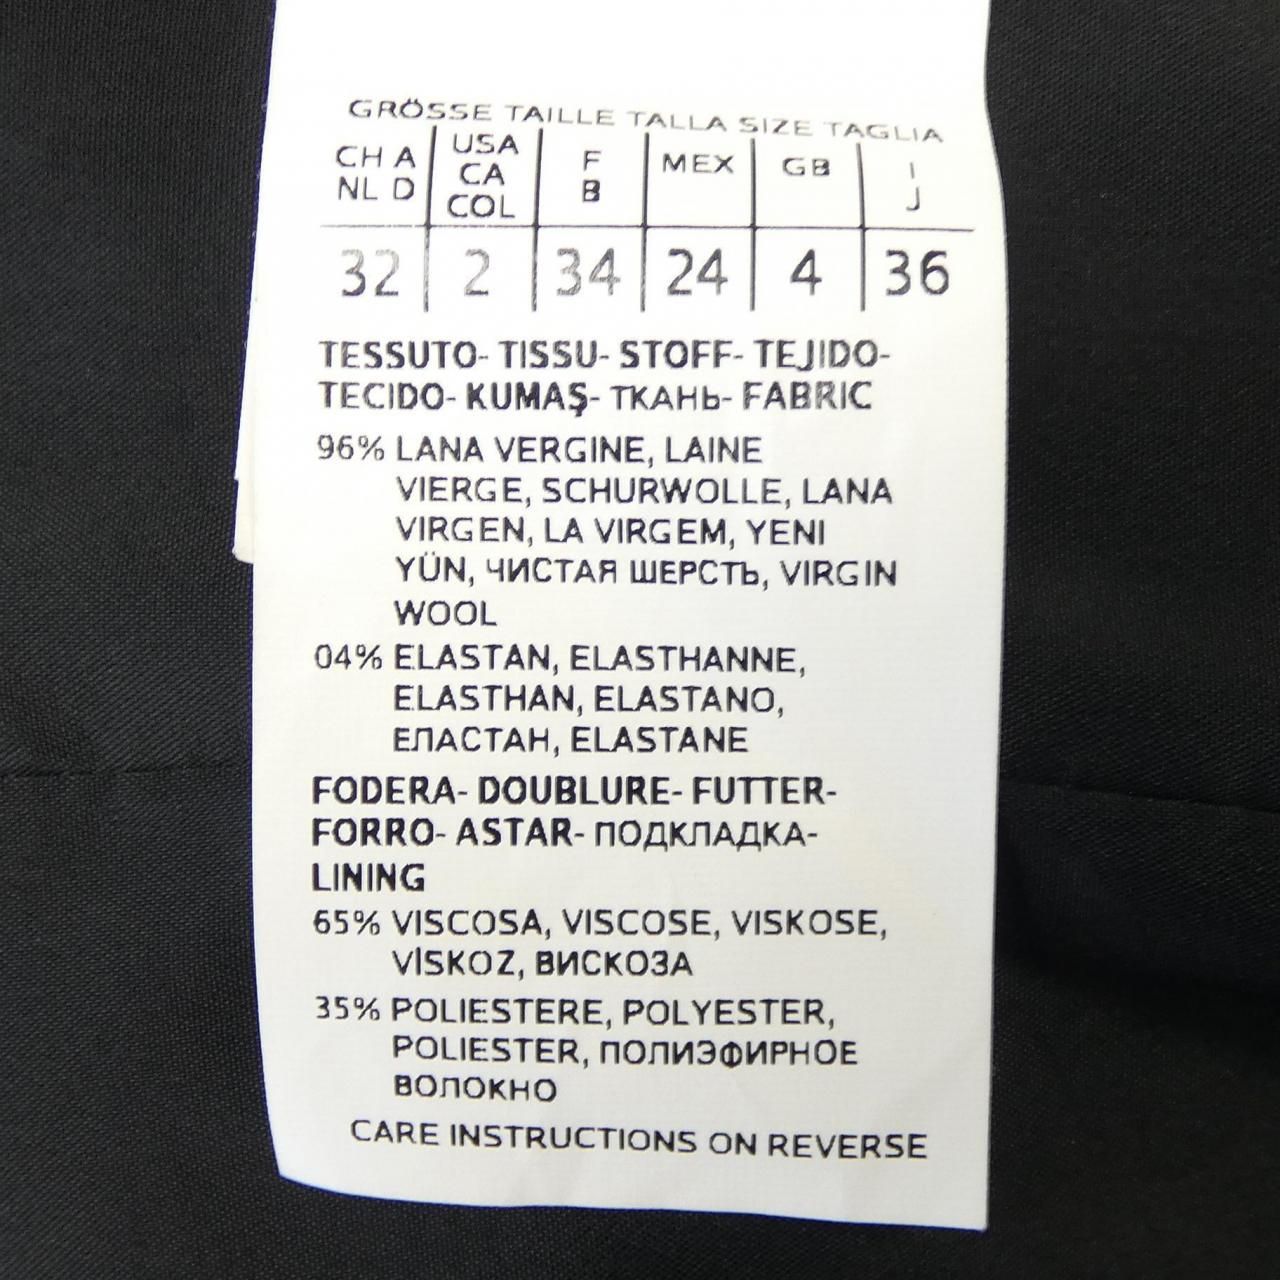 GRÖSSE TAILLE TALLA SIZE TAGLIA
CH A NL D USA CA COL F B MEX GB I J
32 2 34 24 4 36
TESSUTO- TISSU- STOFF- TEJIDO-
TECIDO- KUMAŞ- ТКАНЬ- FABRIC
96% LANA VERGINE, LAINE
VIERGE, SCHURWOLLE, LANA
VIRGEN, LA VIRGEM, YENI
YÜN, ЧИСТАЯ ШЕРСТЬ, VIRGIN
WOOL
04% ELASTAN, ELASTHANNE,
ELASTHAN, ELASTANO,
ЕЛАСТАН, ELASTANE
FODERA- DOUBLURE- FUTTER-
FORRO- ASTAR- ПОДКЛАДКА-
LINING
65% VISCOSA, VISCOSE, VISKOSE,
VİSKOZ, ВИСКОЗА
35% POLIESTERE, POLYESTER,
POLIESTER, ПОЛИЭФИРНОЕ
ВОЛОКНО
CARE INSTRUCTIONS ON REVERSE